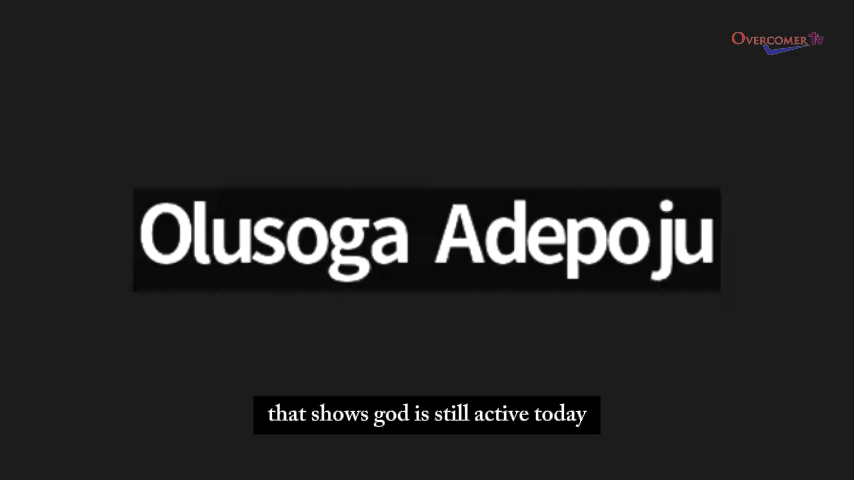 OVERCOMER TV
Olusoga Adepoju
that shows god is still active today